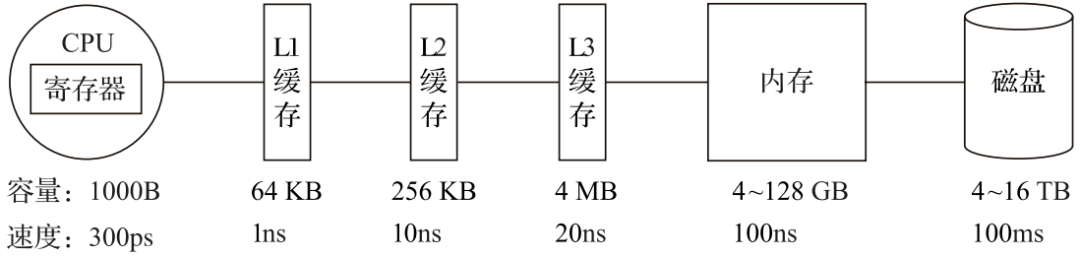 CPU
寄存器
L1
缓存
L2
缓存
L3
缓存
内存
磁盘
容量：1000B 64 KB 256 KB 4 MB 4~128 GB 4~16 TB
速度：300ps 1ns 10ns 20ns 100ns 100ms